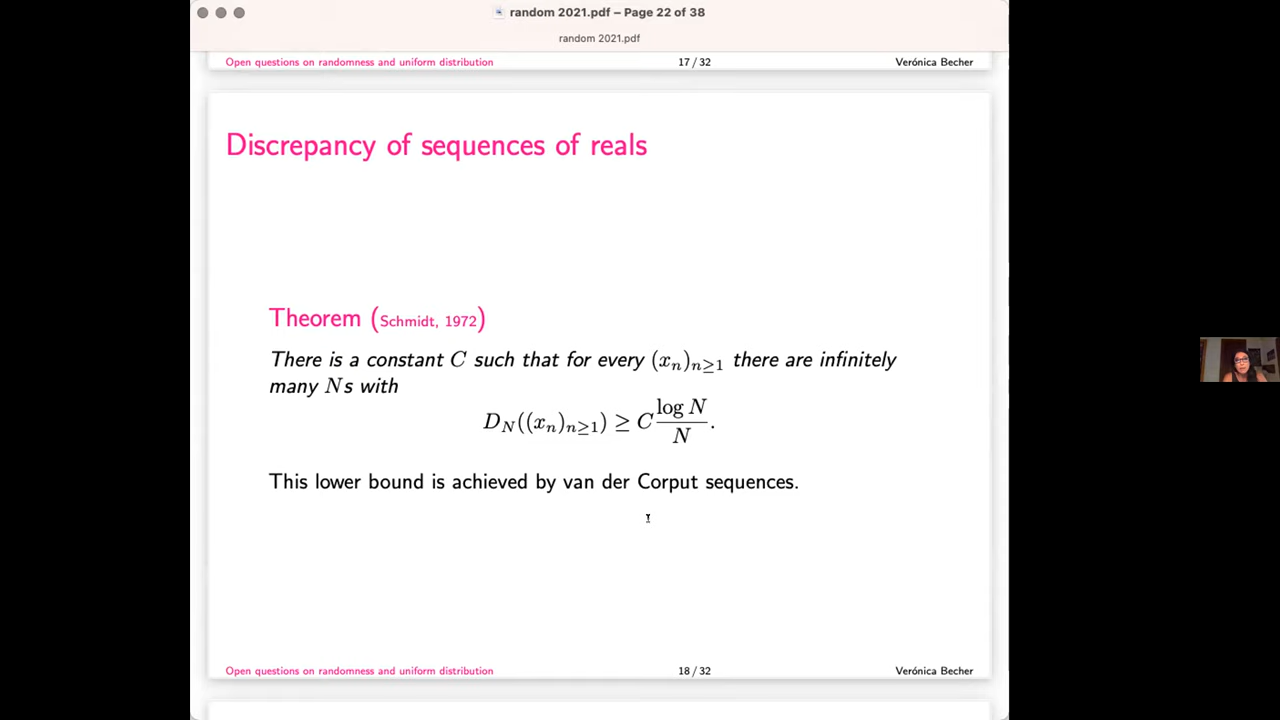 random 2021.pdf – Page 22 of 38
random 2021.pdf
Open questions on randomness and uniform distribution 17 / 32 Verónica Becher
Discrepancy of sequences of reals
Theorem (Schmidt, 1972)
There is a constant C such that for every (x_n)_{n≥1} there are infinitely
many Ns with
D_N((x_n)_{n≥1}) ≥ C \frac{log N}{N}.
This lower bound is achieved by van der Corput sequences.
Open questions on randomness and uniform distribution 18 / 32 Verónica Becher